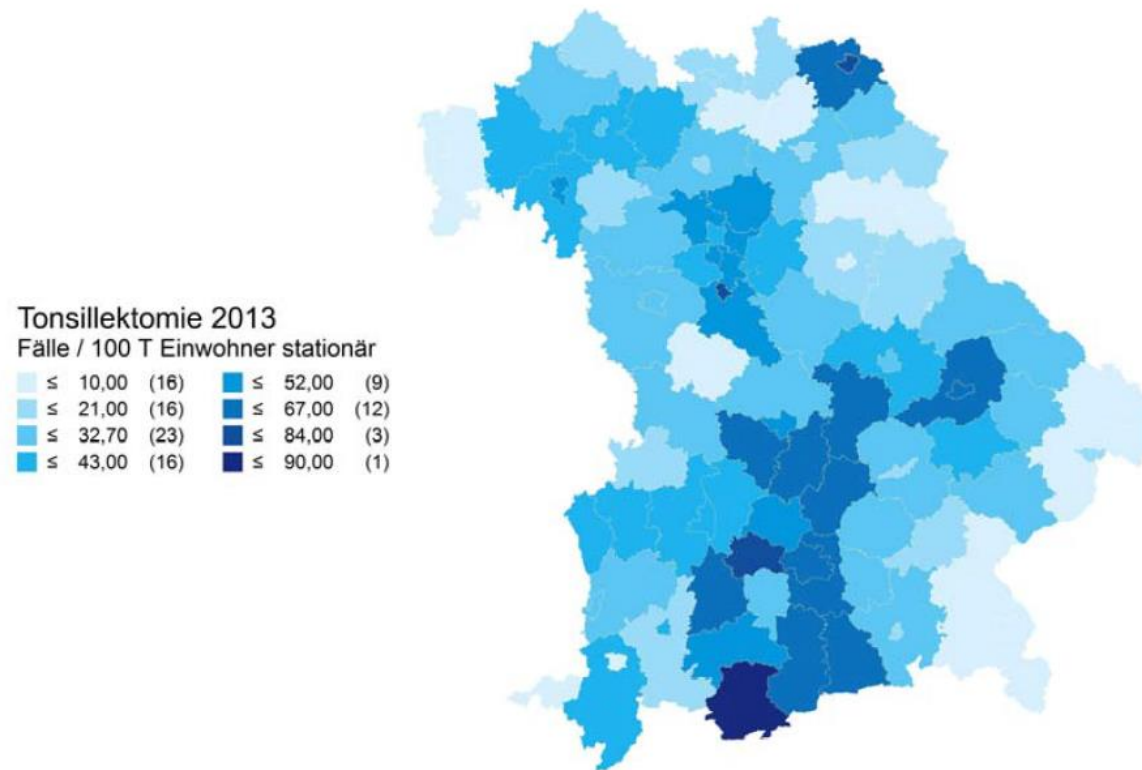 Tonsillektomie 2013
Fälle / 100 T Einwohner stationär
≤ 10,00 (16) ≤ 52,00 (9)
≤ 21,00 (16) ≤ 67,00 (12)
≤ 32,70 (23) ≤ 84,00 (3)
≤ 43,00 (16) ≤ 90,00 (1)